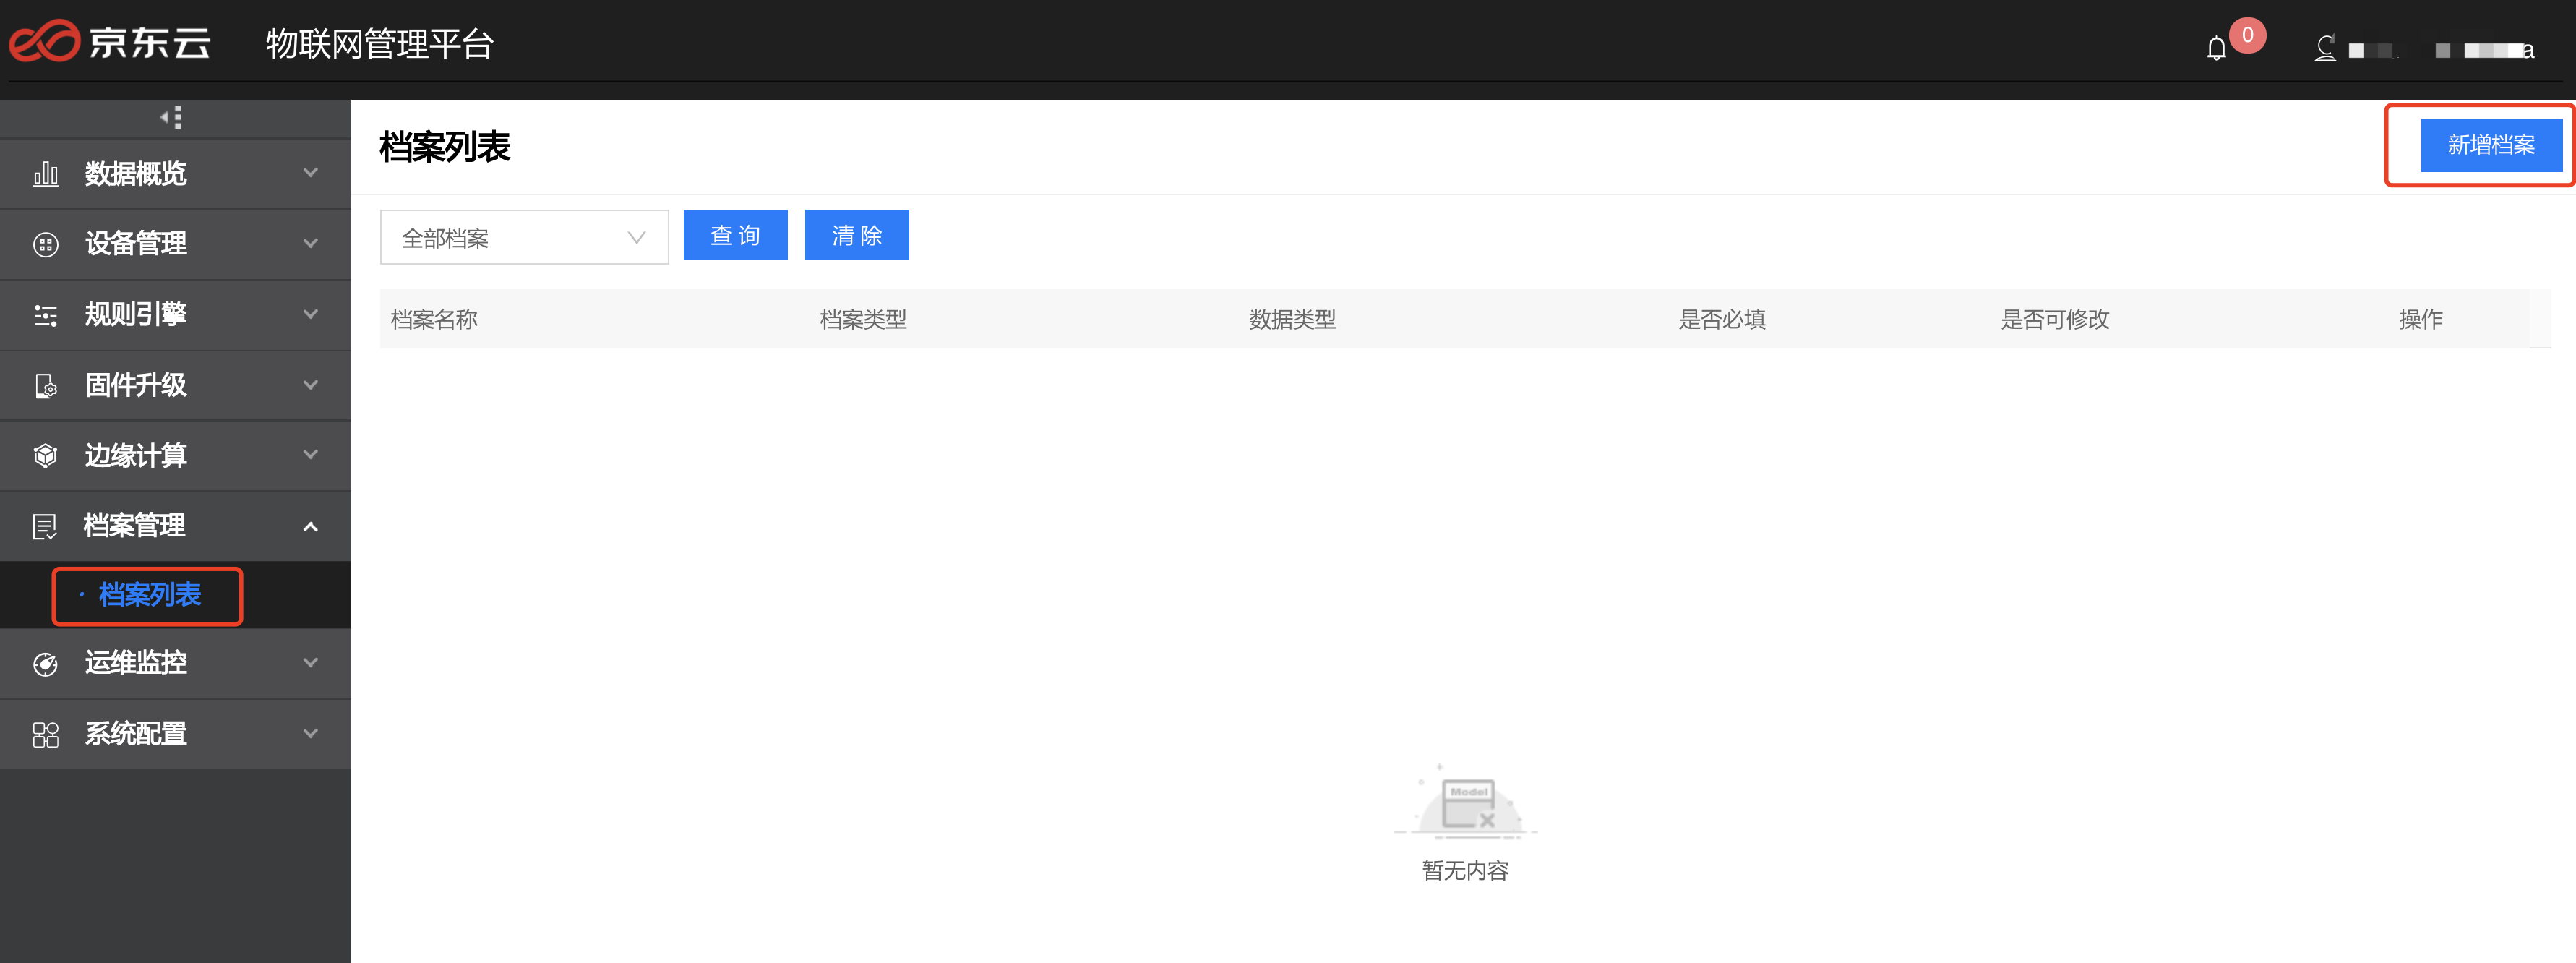 京东云 物联网管理平台 0
数据概览
设备管理
规则引擎
固件升级
边缘计算
档案管理
· 档案列表
运维监控
系统配置
档案列表 新增档案
全部档案 查 询 清 除
档案名称 档案类型 数据类型 是否必填 是否可修改 操作
Model
暂无内容